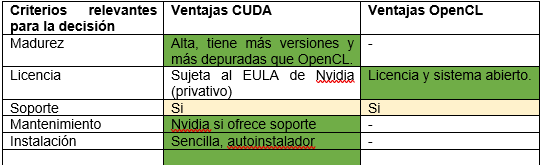 Criterios relevantes
para la decisión
Ventajas CUDA
Ventajas OpenCL
Madurez
Alta, tiene más versiones y
más depuradas que OpenCL.
-
Licencia
Sujeta al EULA de Nvidia
(privativo)
Licencia y sistema abierto.
Soporte
Si
Si
Mantenimiento
Nvidia si ofrece soporte
-
Instalación
Sencilla, autoinstalador
-